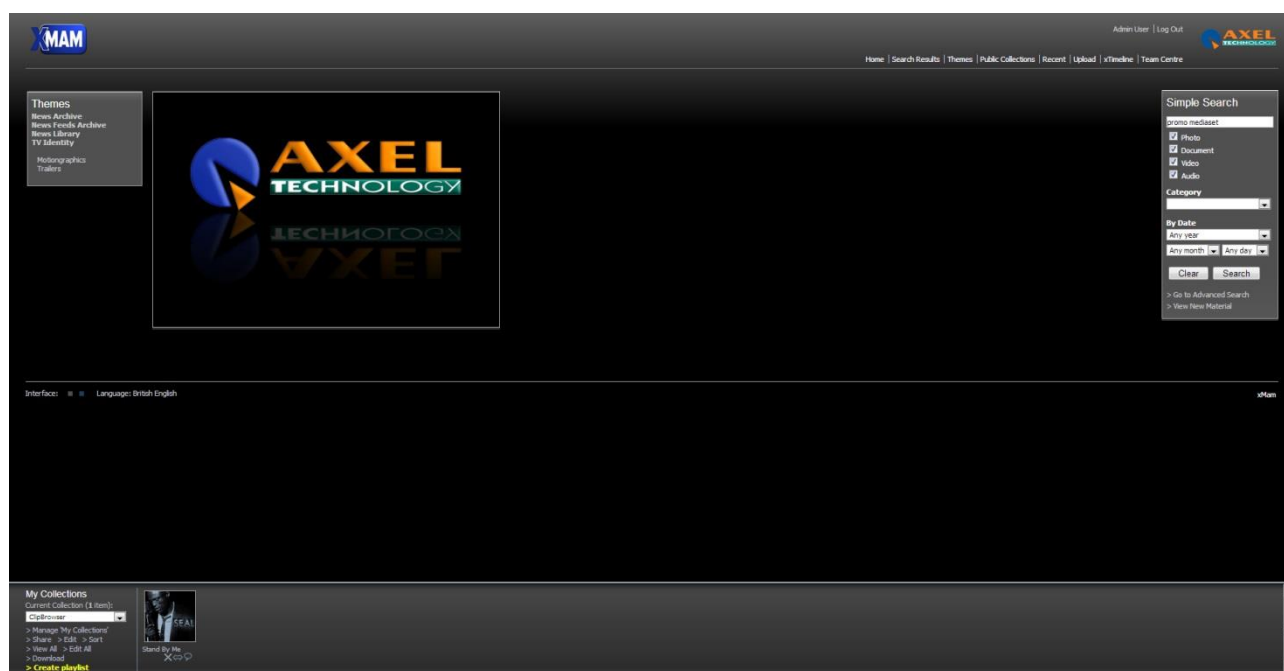 XMAM
Admin User | Log Out
AXEL
TECHNOLOGY
Home | Search Results | Themes | Public Collections | Recent | Upload | xTimeline | Team Centre
Themes
News Archive
News Feeds Archive
News Library
TV Identity
Motiongraphics
Trailers
AXEL
TECHNOLOGY
Simple Search
promo mediaset
Photo
Document
Video
Audio
Category
By Date
Any year
Any month Any day
Clear Search
> Go to Advanced Search
> View New Material
Interface: Language: British English
xMam
My Collections
Current Collection (1 item):
ClipBrowser
> Manage 'My Collections'
> Share > Edit > Sort
> View All > Edit All
> Download
> Create playlist
SEAL
Stand By Me